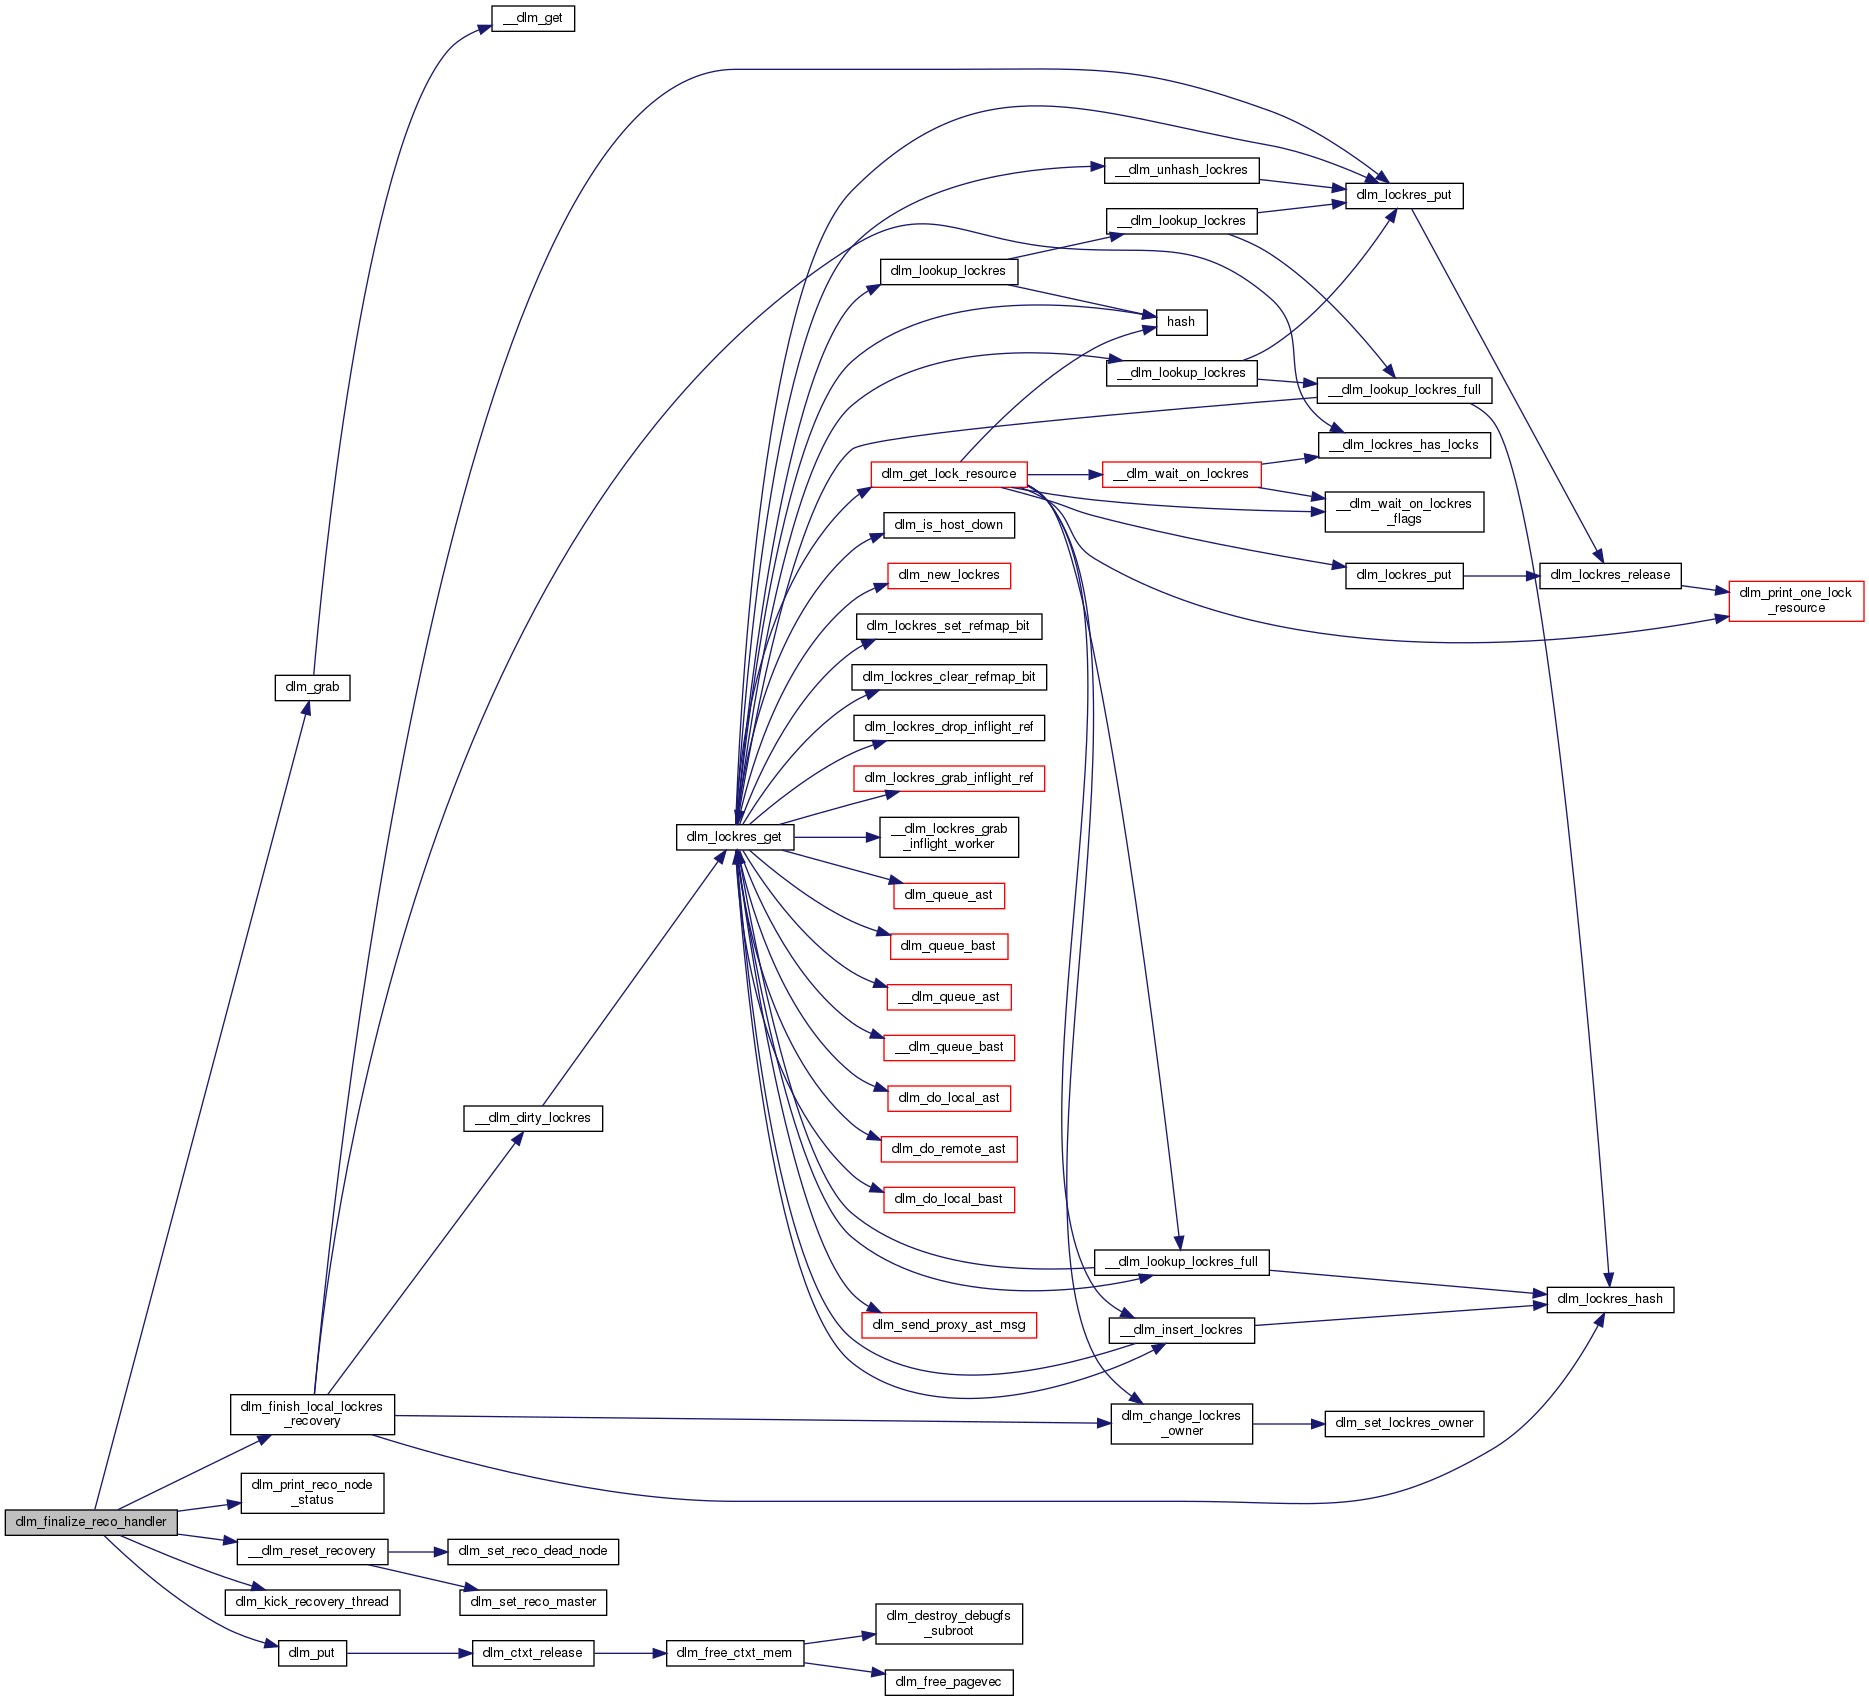 __dlm_get
__dlm_unhash_lockres
dlm_lockres_put
__dlm_lookup_lockres
dlm_lookup_lockres
hash
__dlm_lookup_lockres
__dlm_lookup_lockres_full
__dlm_lockres_has_locks
dlm_get_lock_resource
__dlm_wait_on_lockres
__dlm_wait_on_lockres
_flags
dlm_is_host_down
dlm_new_lockres
dlm_lockres_put
dlm_lockres_release
dlm_print_one_lock
_resource
dlm_lockres_set_refmap_bit
dlm_lockres_clear_refmap_bit
dlm_grab
dlm_lockres_drop_inflight_ref
dlm_lockres_grab_inflight_ref
dlm_lockres_get
__dlm_lockres_grab
_inflight_worker
dlm_queue_ast
dlm_queue_bast
__dlm_queue_ast
__dlm_queue_bast
dlm_do_local_ast
__dlm_dirty_lockres
dlm_do_remote_ast
dlm_do_local_bast
__dlm_lookup_lockres_full
dlm_lockres_hash
dlm_send_proxy_ast_msg
__dlm_insert_lockres
dlm_finish_local_lockres
_recovery
dlm_change_lockres
_owner
dlm_set_lockres_owner
dlm_print_reco_node
_status
dlm_finalize_reco_handler
__dlm_reset_recovery
dlm_set_reco_dead_node
dlm_kick_recovery_thread
dlm_set_reco_master
dlm_destroy_debugfs
_subroot
dlm_put
dlm_ctxt_release
dlm_free_ctxt_mem
dlm_free_pagevec